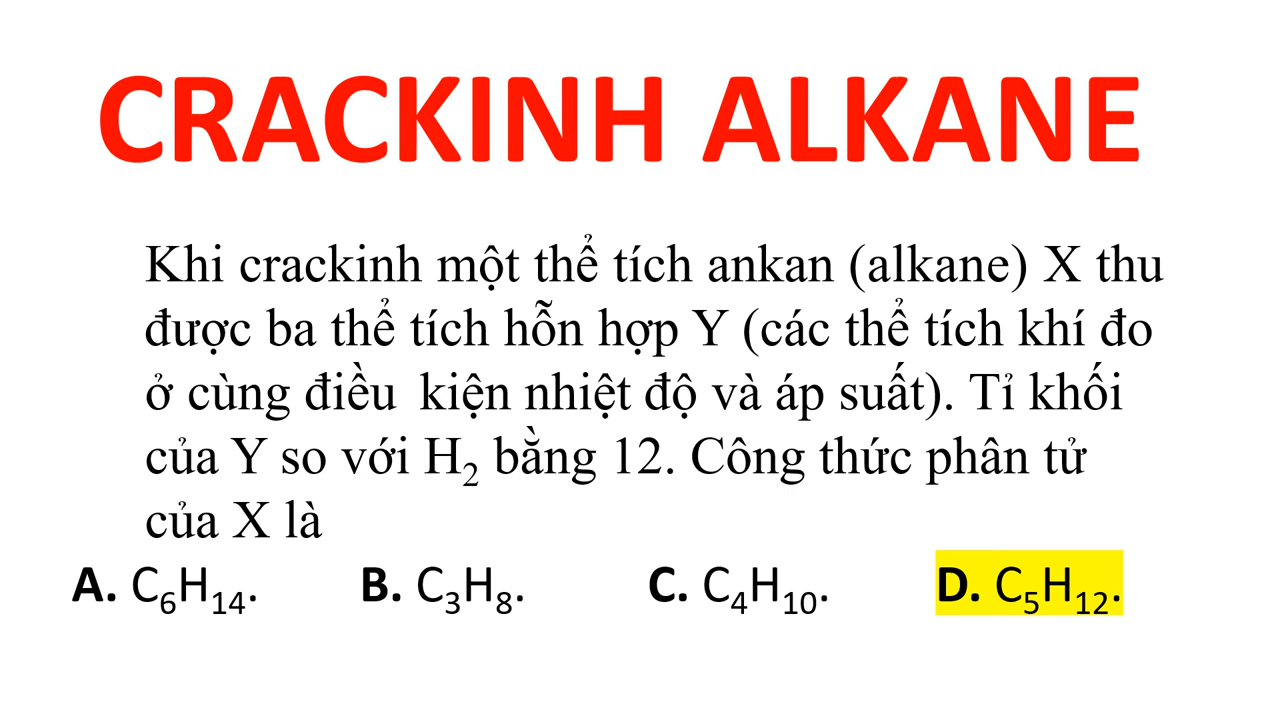 CRACKINH ALKANE
Khi crackinh một thể tích ankan (alkane) X thu
được ba thể tích hỗn hợp Y (các thể tích khí đo
ở cùng điều kiện nhiệt độ và áp suất). Tỉ khối
của Y so với H₂ bằng 12. Công thức phân tử
của X là
A. C₆H₁₄. B. C₃H₈. C. C₄H₁₀. D. C₅H₁₂.